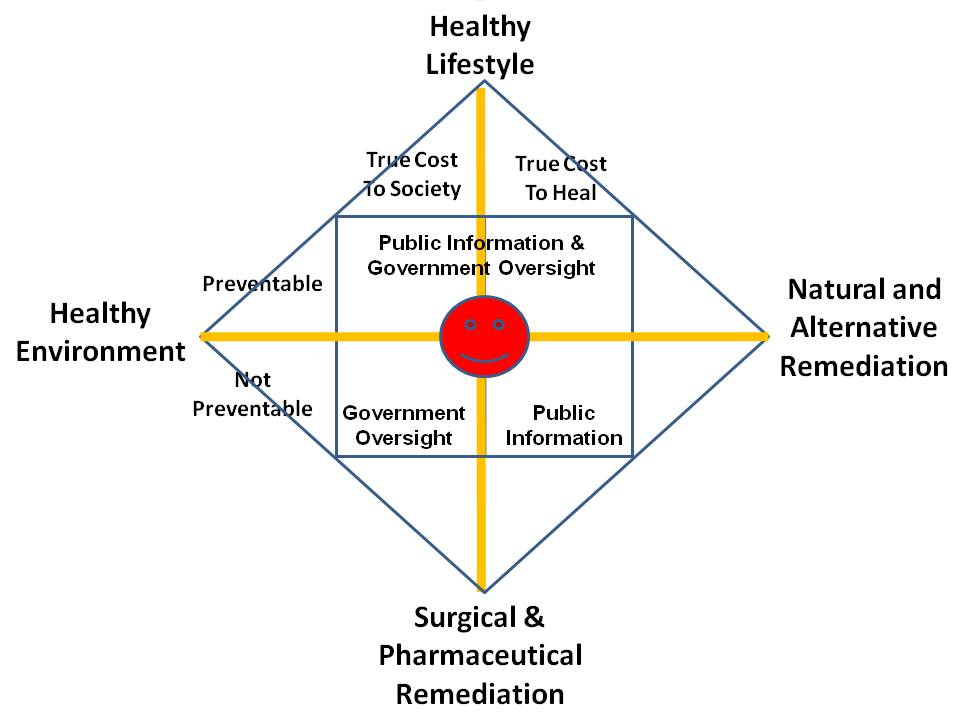 Healthy
Lifestyle
True Cost
To Society
True Cost
To Heal
Public Information &
Government Oversight
Preventable
Healthy
Environment
Natural and
Alternative
Remediation
Not
Preventable
Government
Oversight
Public
Information
Surgical &
Pharmaceutical
Remediation